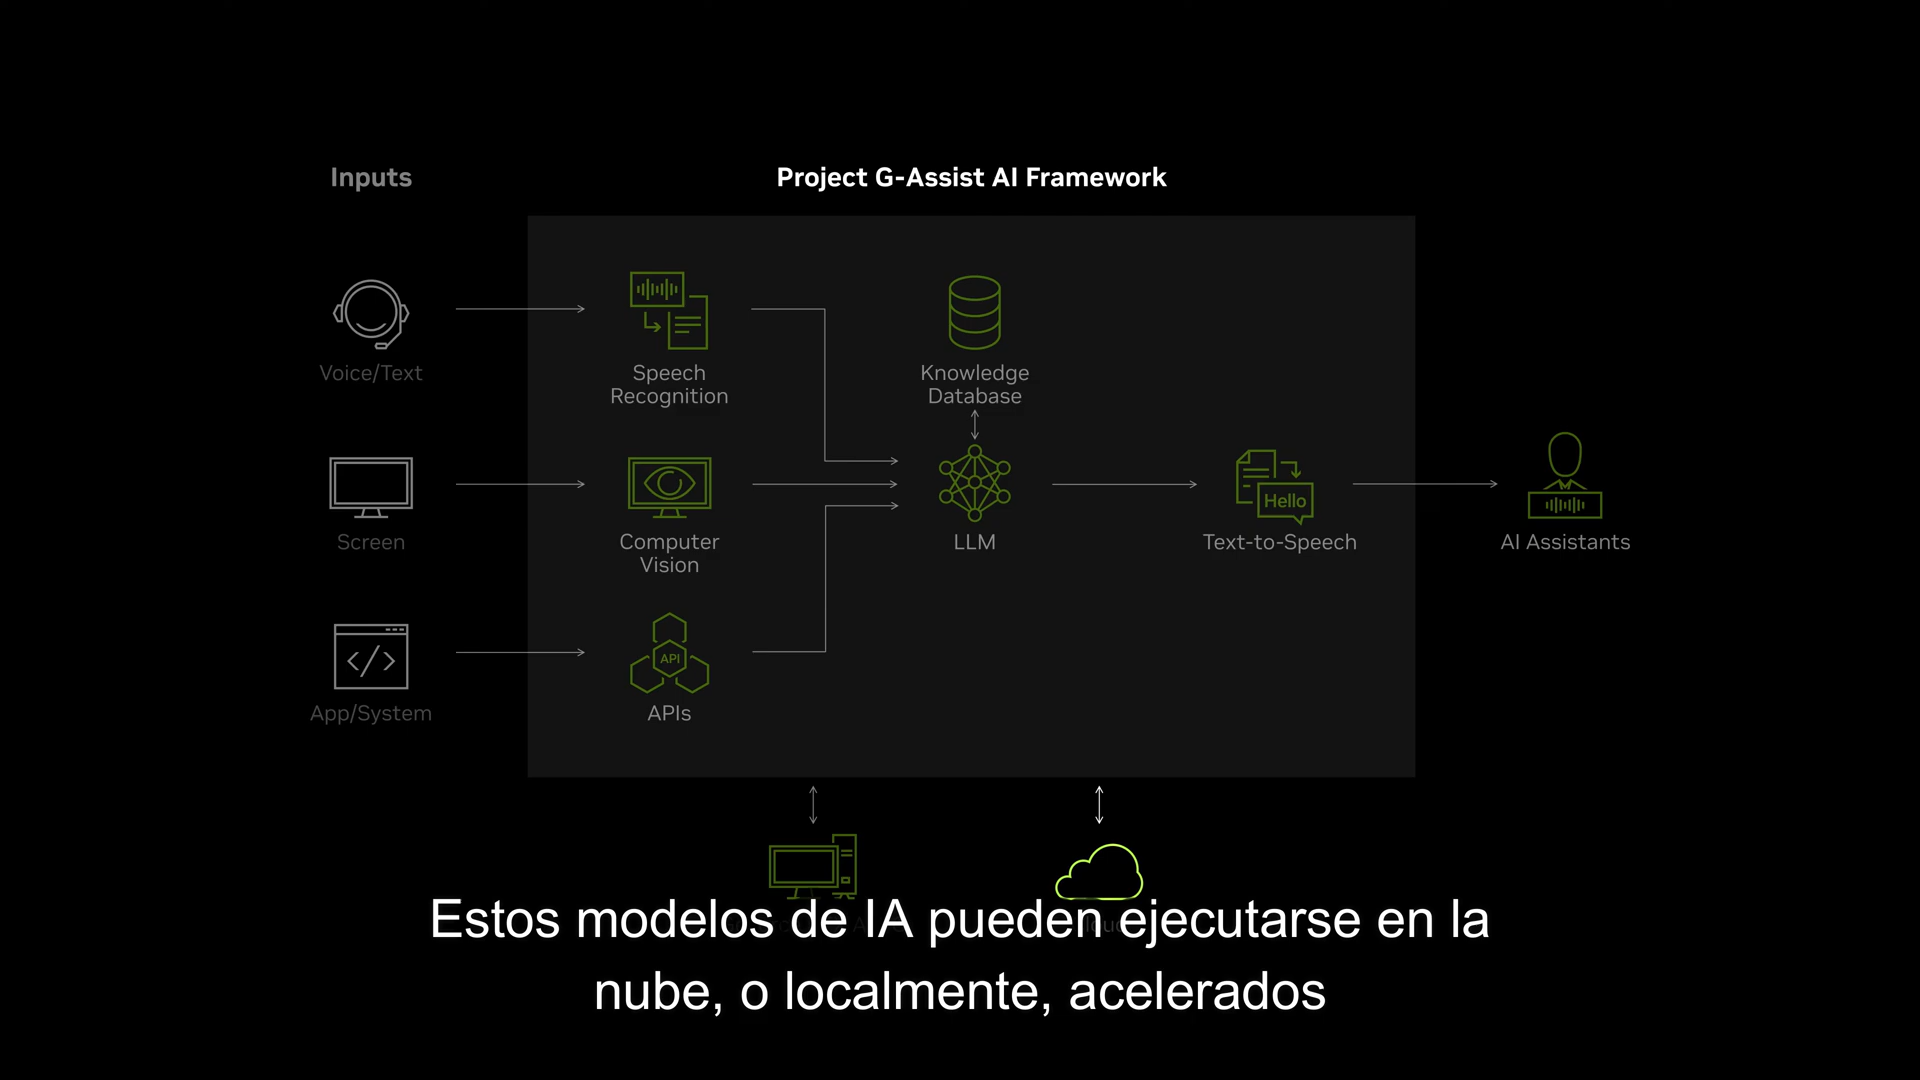 Inputs
Project G-Assist AI Framework
Voice/Text
Speech
Recognition
Knowledge
Database
Screen
Computer
Vision
LLM
Hello
Text-to-Speech
AI Assistants
App/System
API
APIs
Estos modelos de IA pueden ejecutarse en la
nube, o localmente, acelerados